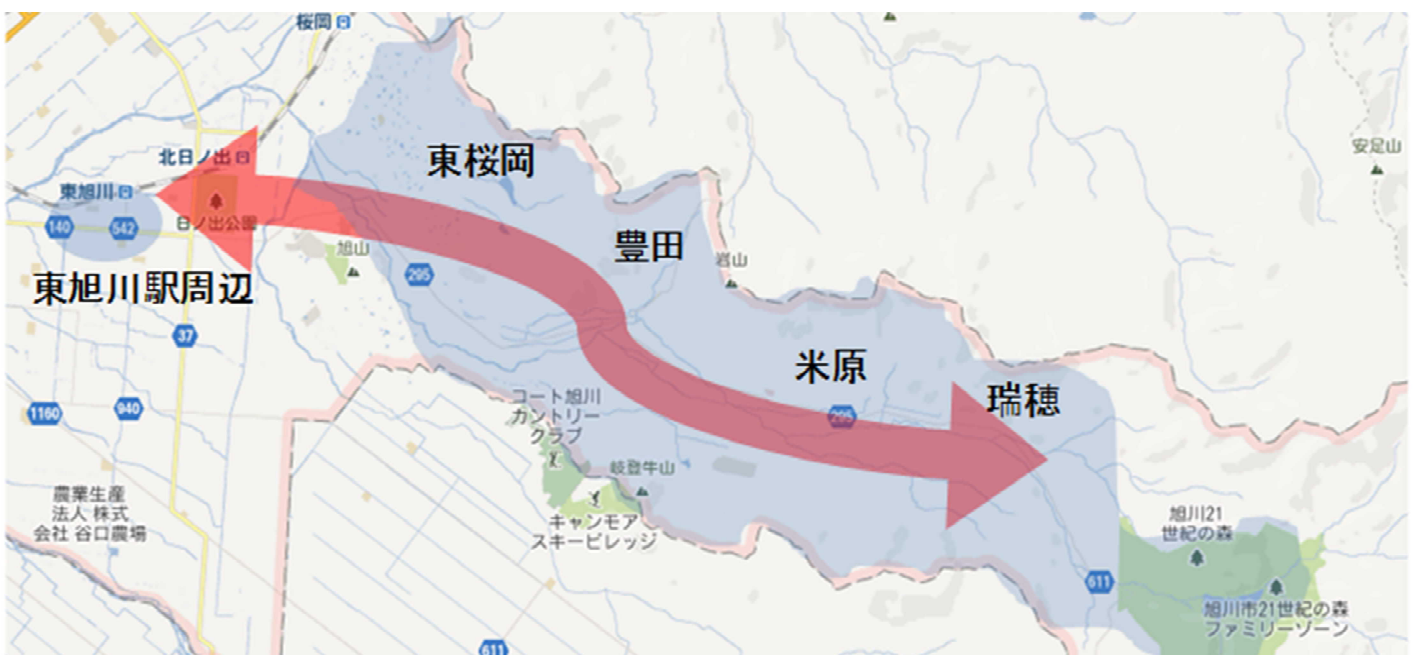 桜岡
北日ノ出
東旭川
140
542
日ノ出公園
東旭川駅周辺
旭山
295
東桜岡
豊田
岩山
安足山
37
1160
940
米原
瑞穂
295
コート旭川
カントリー
クラブ
岐登牛山
キャンモア
スキービレッジ
農業生産
法人 株式
会社 谷口農場
旭川21
世紀の森
611
旭川市21世紀の森
ファミリーゾーン
611